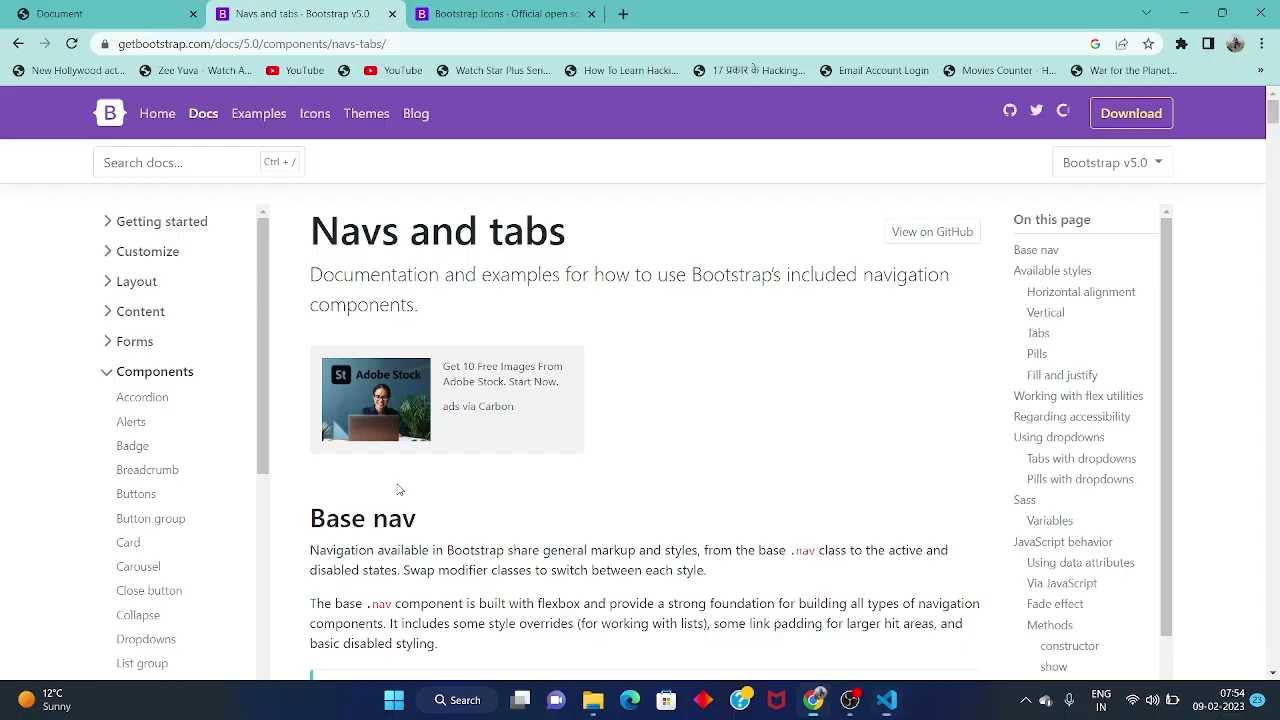 Document
Navs and tabs · Bootstrap v5.0
Bootstrap Icons · Official open so
getbootstrap.com/docs/5.0/components/navs-tabs/
New Hollywood act...
Zee Yuva - Watch A...
YouTube
YouTube
Watch Star Plus Seri...
How To Learn Hacki...
Hacking...
Email Account Login
Movies Counter - H...
War for the Planet...
»
B
Home
Docs
Examples
Icons
Themes
Blog
Download
Search docs...
Ctrl + /
Bootstrap v5.0
Getting started
Customize
Layout
Content
Forms
Components
Accordion
Alerts
Badge
Breadcrumb
Buttons
Button group
Card
Carousel
Close button
Collapse
Dropdowns
List group
Navs and tabs
View on GitHub
Documentation and examples for how to use Bootstrap's included navigation
components.
St Adobe Stock
Get 10 Free Images From
Adobe Stock. Start Now.
ads via Carbon
Base nav
Navigation available in Bootstrap share general markup and styles, from the base .nav class to the active and
disabled states. Swap modifier classes to switch between each style.
The base .nav component is built with flexbox and provide a strong foundation for building all types of navigation
components. It includes some style overrides (for working with lists), some link padding for larger hit areas, and
basic disabled styling.
On this page
Base nav
Available styles
Horizontal alignment
Vertical
Tabs
Pills
Fill and justify
Working with flex utilities
Regarding accessibility
Using dropdowns
Tabs with dropdowns
Pills with dropdowns
Sass
Variables
JavaScript behavior
Using data attributes
Via JavaScript
Fade effect
Methods
constructor
show
12°C
Sunny
Search
ENG
IN
07:54
09-02-2023
23